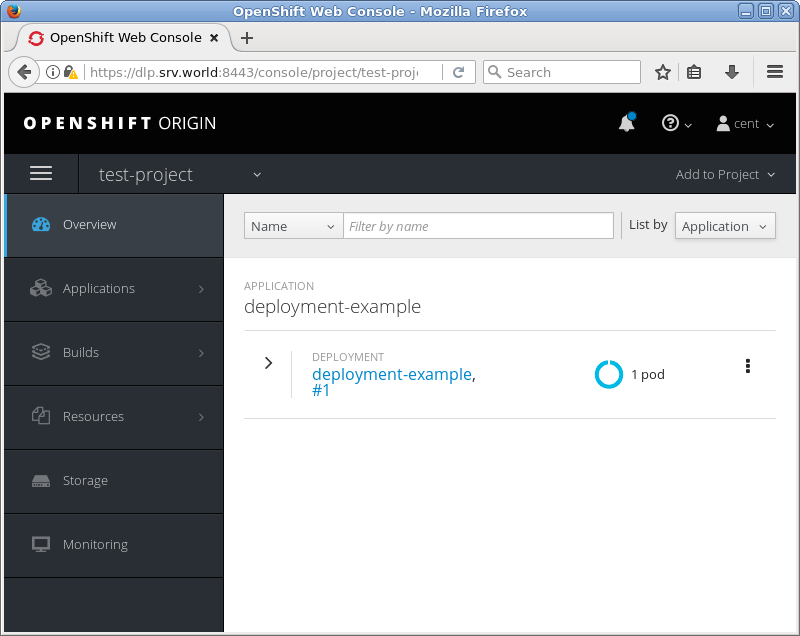 OpenShift Web Console - Mozilla Firefox
OpenShift Web Console
https://dlp.srv.world:8443/console/project/test-proj
Search
OPENSHIFT ORIGIN
cent
test-project
Add to Project
Overview
Applications
Builds
Resources
Storage
Monitoring
Name
Filter by name
List by
Application
APPLICATION
deployment-example
DEPLOYMENT
deployment-example,
#1
1 pod